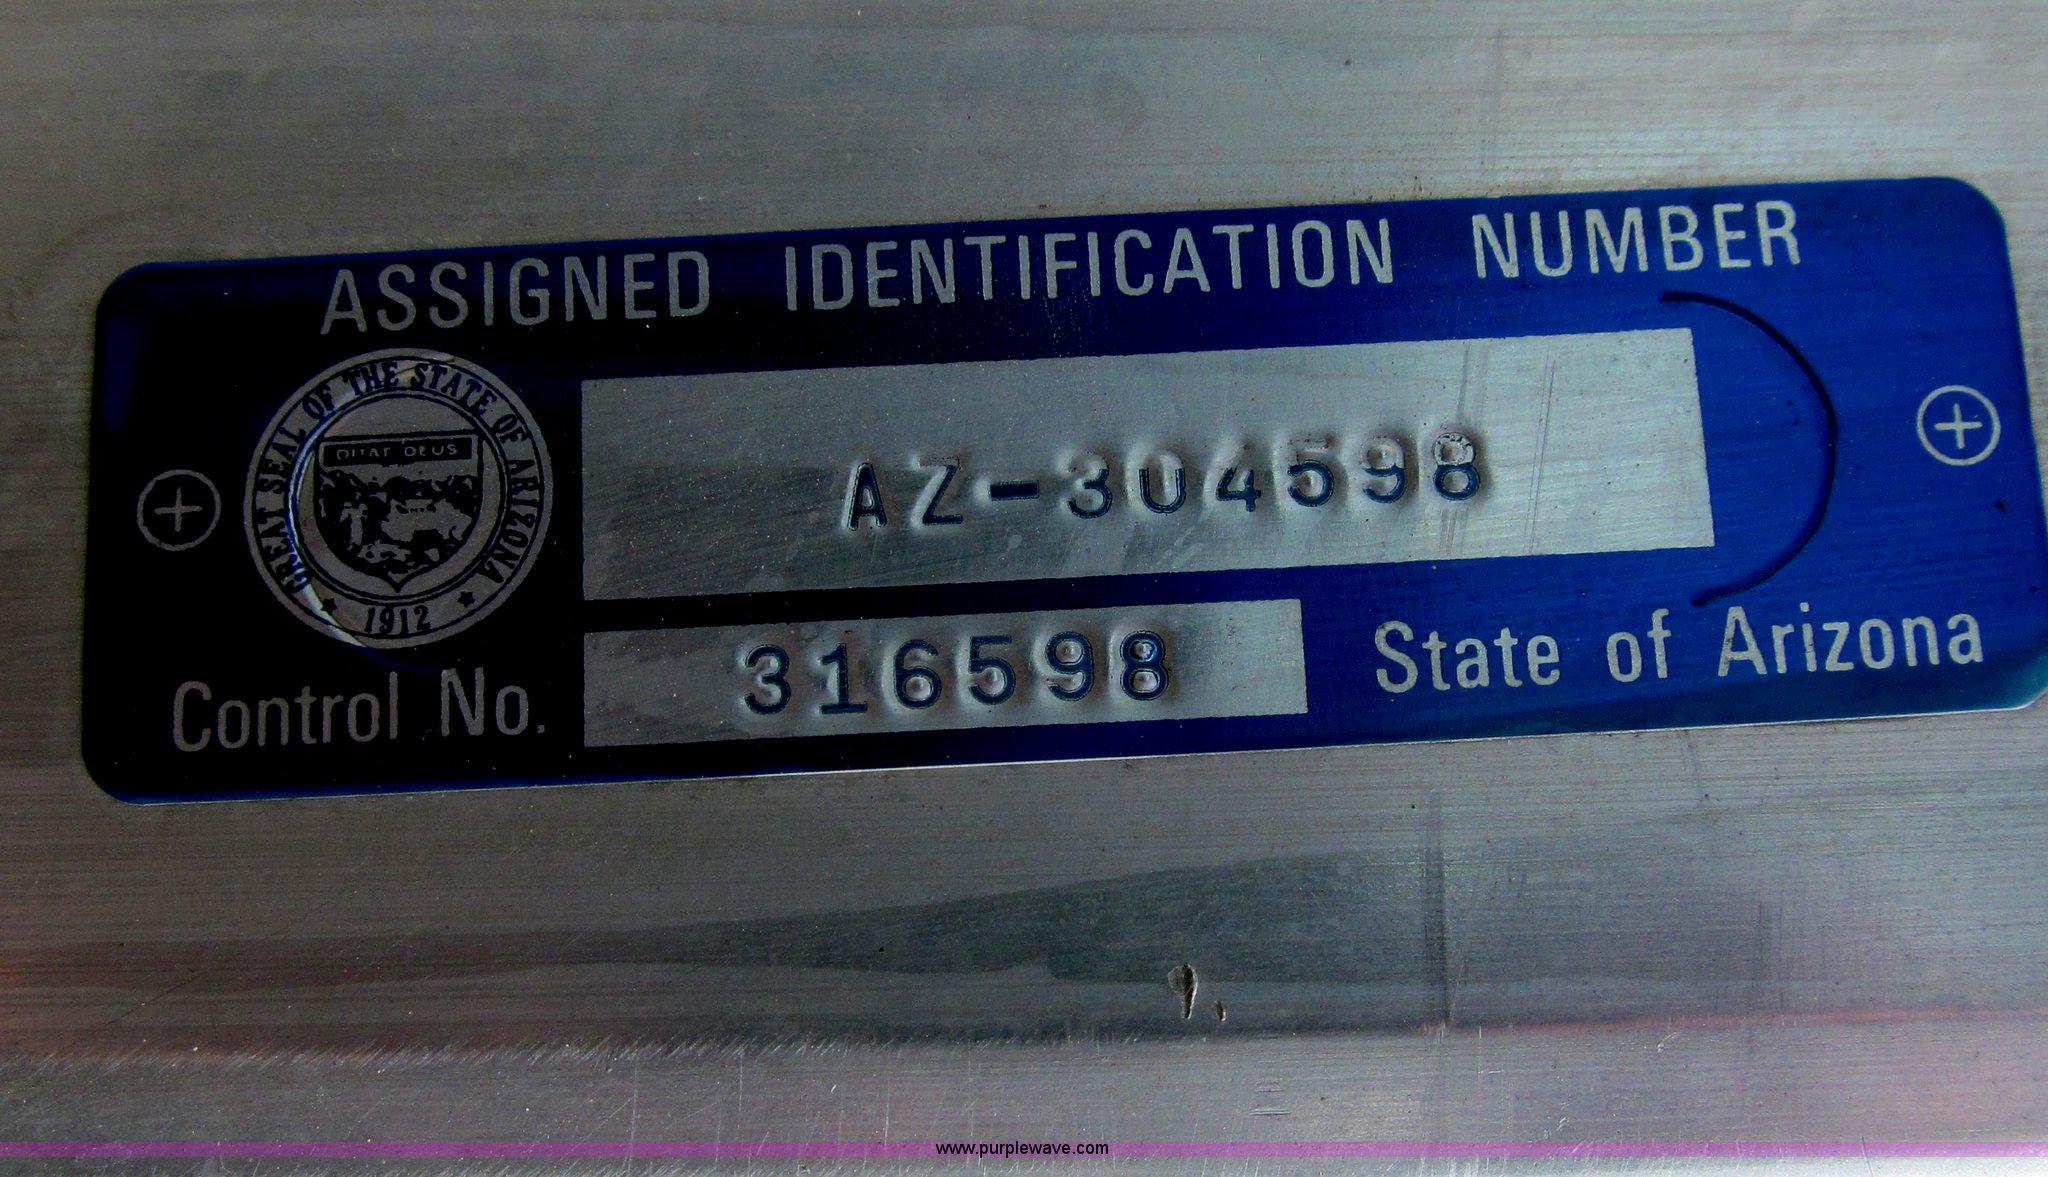 ASSIGNED IDENTIFICATION NUMBER
GREAT SEAL OF THE STATE OF ARIZONA
DITAT DEUS
1912
AZ-304598
Control No. 316598
State of Arizona
www.purplewave.com